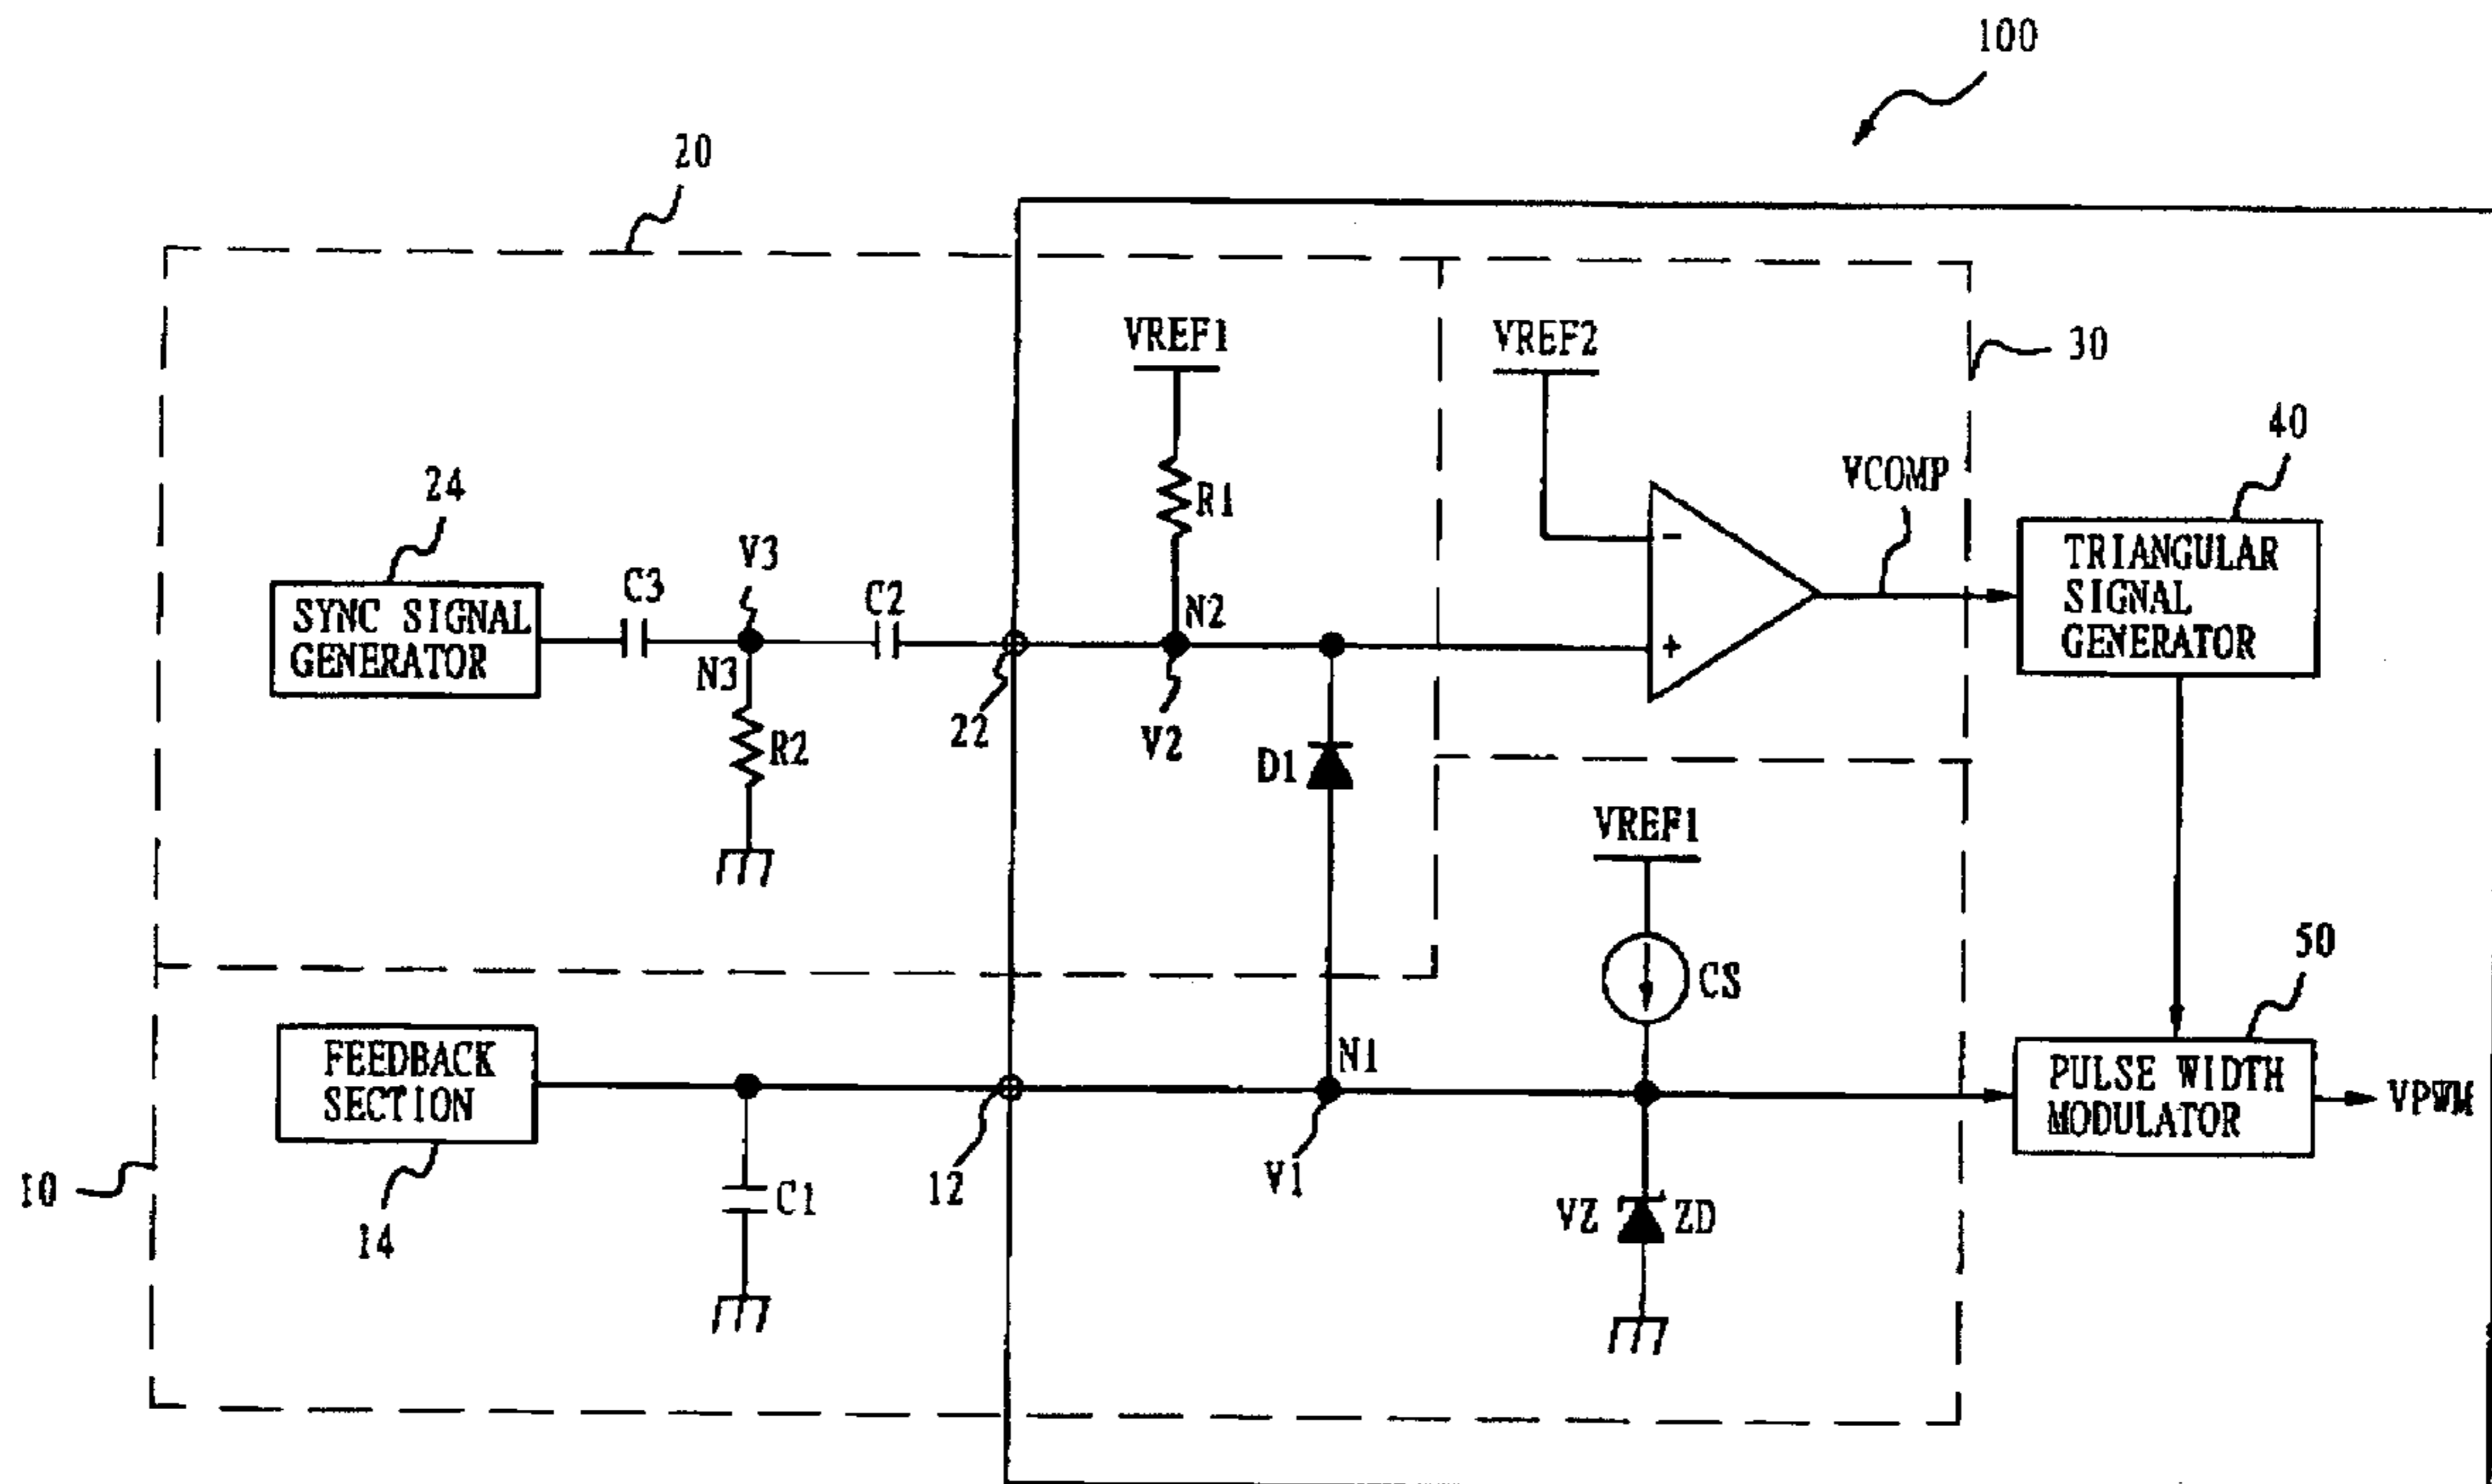 100
20
VREF1
VREF2
30
40
24
VCOMP
R1
TRIANGULAR
SIGNAL
GENERATOR
V3
C3
C2
N2
SYNC SIGNAL
GENERATOR
-
+
N3
22
V2
R2
D1
VREF1
50
CS
FEEDBACK
SECTION
N1
PULSE WIDTH
MODULATOR
VPWM
10
12
V1
C1
VZ
ZD
14